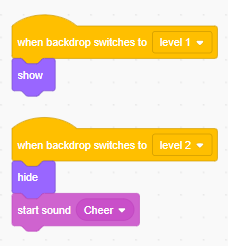 when backdrop switches to level 1
show
when backdrop switches to level 2
hide
start sound Cheer